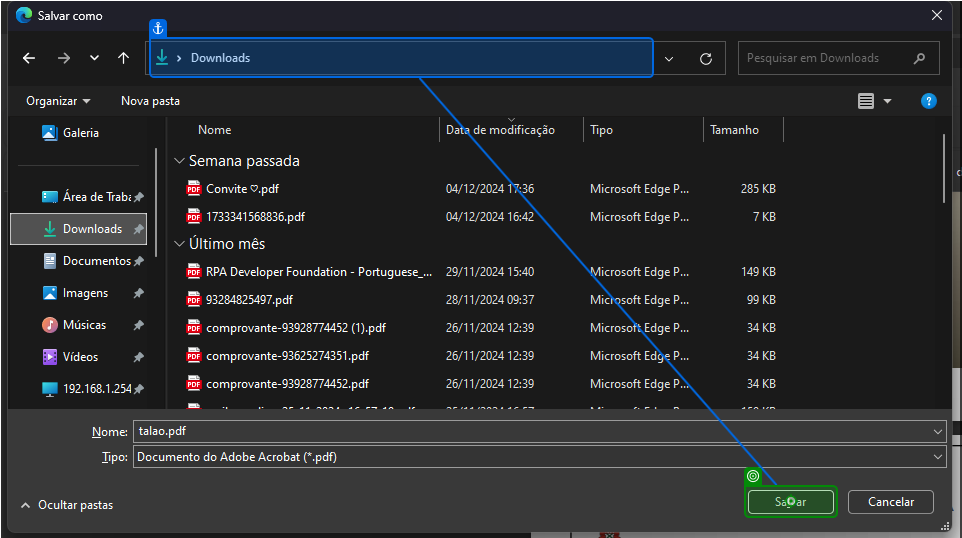 Salvar como
Downloads
Pesquisar em Downloads
Organizar
Nova pasta
Galeria
Área de Traba
Downloads
Documentos
Imagens
Músicas
Vídeos
192.168.1.254
Nome Data de modificação Tipo Tamanho
Semana passada
Convite ♡.pdf 04/12/2024 17:36 Microsoft Edge P... 285 KB
1733341568836.pdf 04/12/2024 16:42 Microsoft Edge P... 7 KB
Último mês
RPA Developer Foundation - Portuguese_... 29/11/2024 15:40 Microsoft Edge P... 149 KB
93284825497.pdf 28/11/2024 09:37 Microsoft Edge P... 99 KB
comprovante-93928774452 (1).pdf 26/11/2024 12:39 Microsoft Edge P... 34 KB
comprovante-93625274351.pdf 26/11/2024 12:39 Microsoft Edge P... 34 KB
comprovante-93928774452.pdf 26/11/2024 12:39 Microsoft Edge P... 34 KB
Nome: talao.pdf
Tipo: Documento do Adobe Acrobat (*.pdf)
Ocultar pastas
Salvar
Cancelar